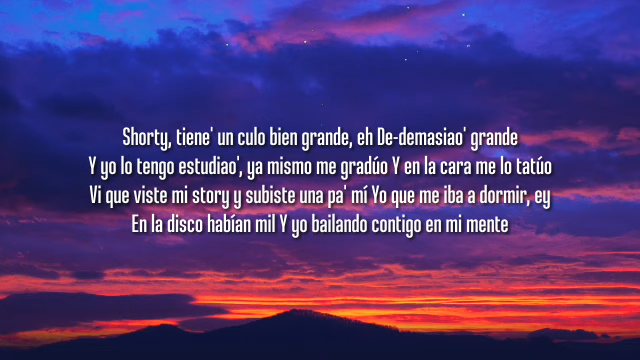 Shorty, tiene' un culo bien grande, eh De-demasiao' grande
Y yo lo tengo estudiao', ya mismo me gradúo Y en la cara me lo tatúo
Vi que viste mi story y subiste una pa' mí Yo que me iba a dormir, ey
En la disco habían mil Y yo bailando contigo en mi mente